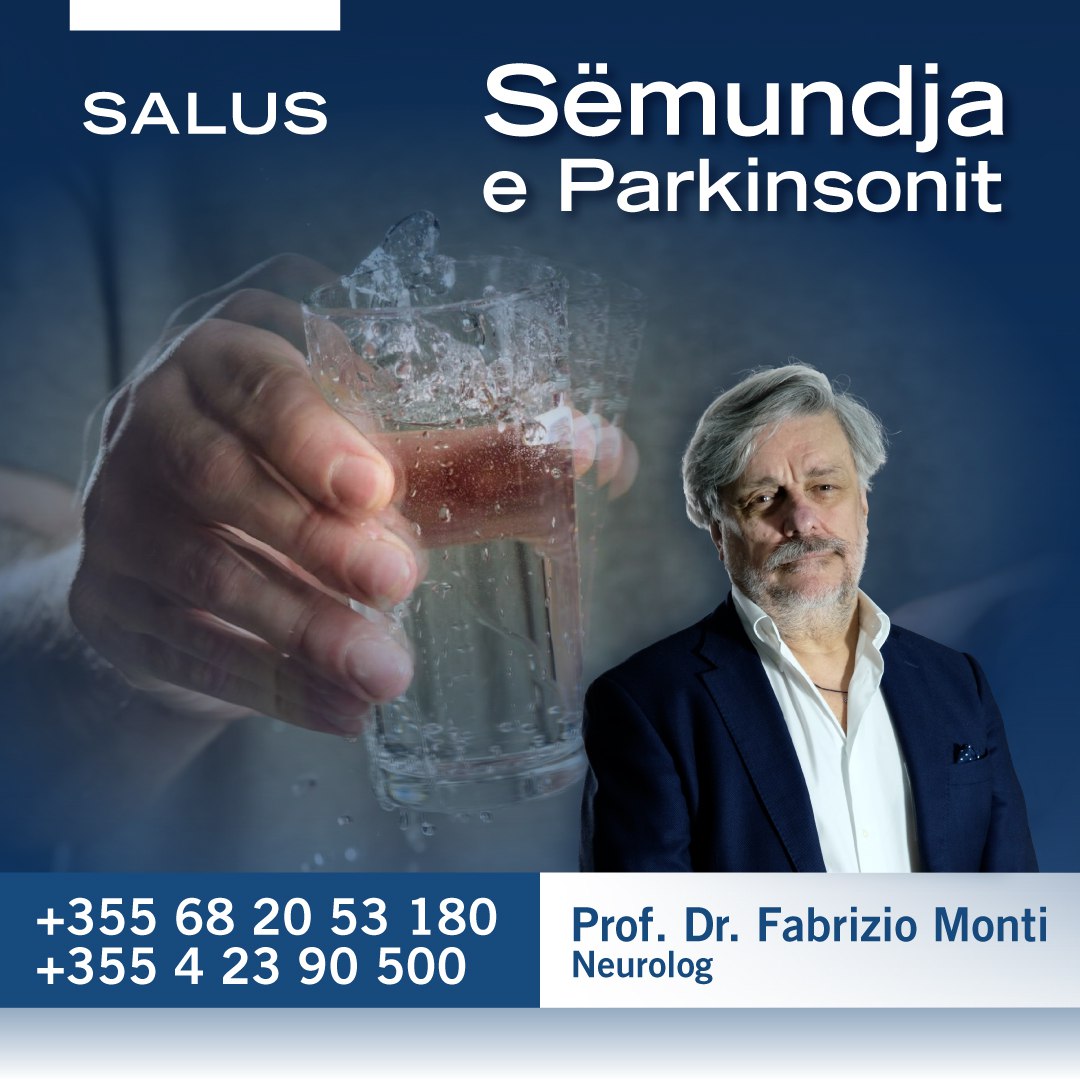 SALUS
Sëmundja
e Parkinsonit
+355 68 20 53 180
+355 4 23 90 500
Prof. Dr. Fabrizio Monti
Neurolog